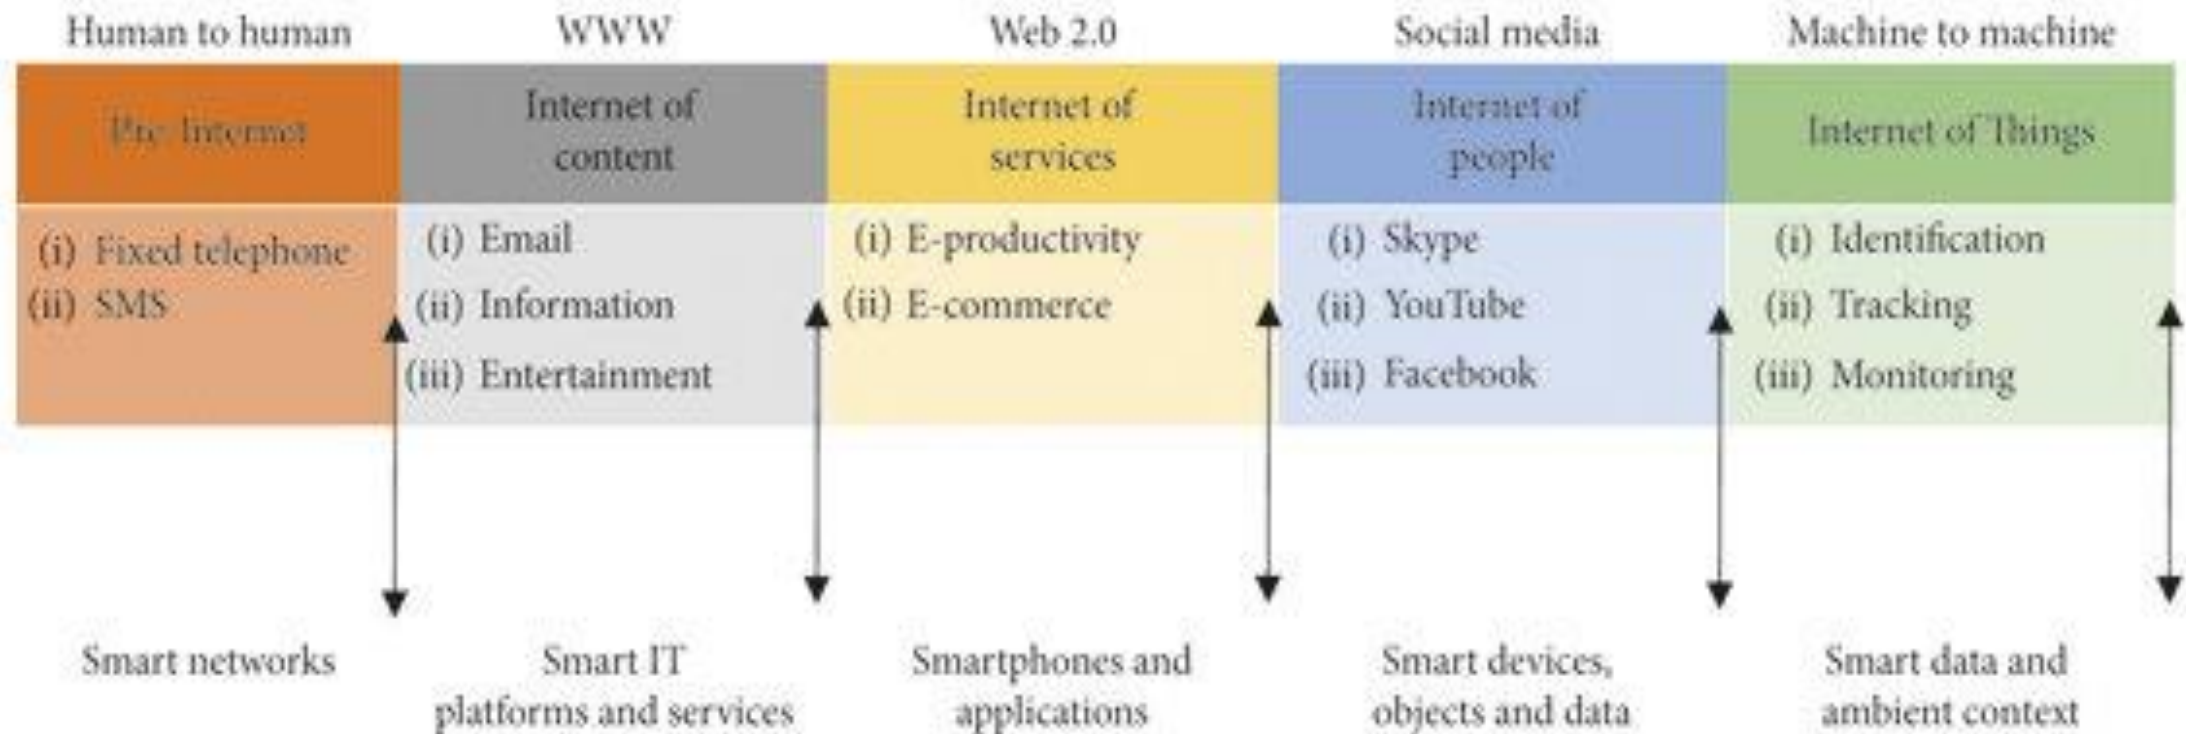 Human to human
WWW
Web 2.0
Social media
Machine to machine
Pre-Internet
Internet of
content
Internet of
services
Internet of
people
Internet of Things
(i) Fixed telephone
(ii) SMS
(i) Email
(ii) Information
(iii) Entertainment
(i) E-productivity
(ii) E-commerce
(i) Skype
(ii) YouTube
(iii) Facebook
(i) Identification
(ii) Tracking
(iii) Monitoring
Smart networks
Smart IT
platforms and services
Smartphones and
applications
Smart devices,
objects and data
Smart data and
ambient context